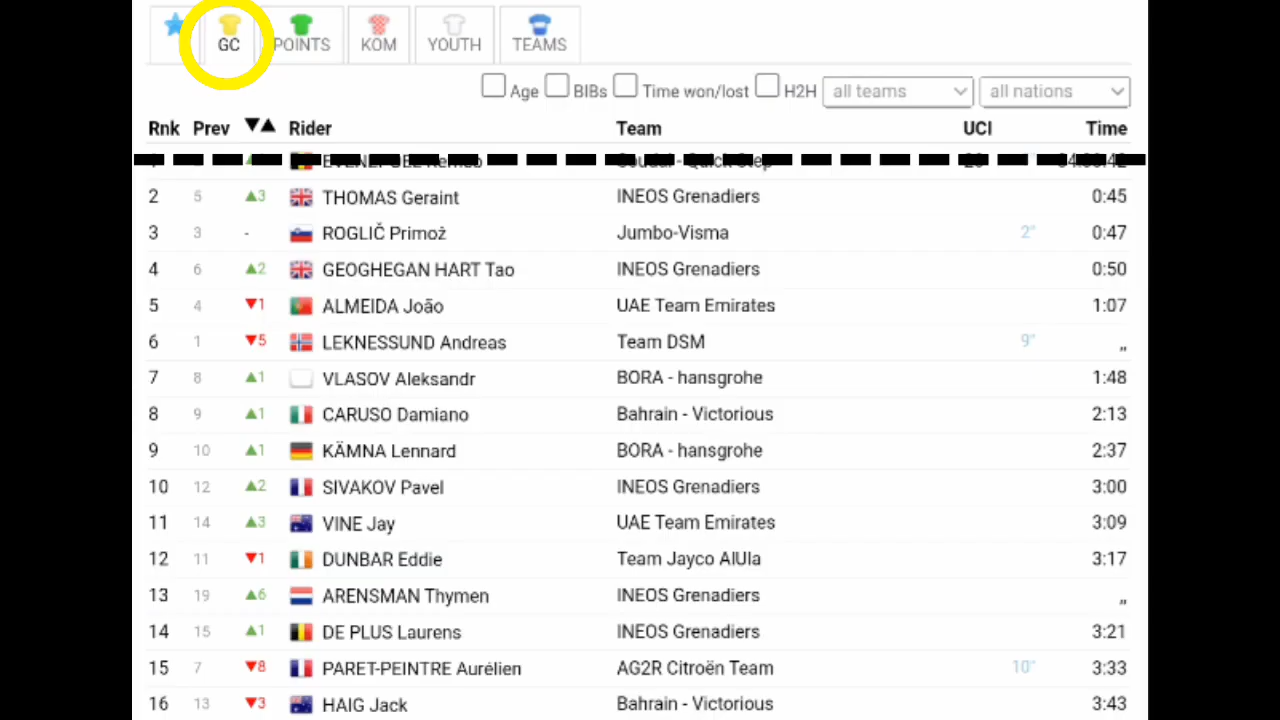 GC POINTS KOM YOUTH TEAMS
Age BIBs Time won/lost H2H all teams all nations
Rnk Prev ▼▲ Rider Team UCI Time
2 5 ▲3 THOMAS Geraint INEOS Grenadiers 0:45
3 3 - ROGLIČ Primož Jumbo-Visma 2" 0:47
4 6 ▲2 GEOGHEGAN HART Tao INEOS Grenadiers 0:50
5 4 ▼1 ALMEIDA João UAE Team Emirates 1:07
6 1 ▼5 LEKNESSUND Andreas Team DSM 9" ,,
7 8 ▲1 VLASOV Aleksandr BORA - hansgrohe 1:48
8 9 ▲1 CARUSO Damiano Bahrain - Victorious 2:13
9 10 ▲1 KÄMNA Lennard BORA - hansgrohe 2:37
10 12 ▲2 SIVAKOV Pavel INEOS Grenadiers 3:00
11 14 ▲3 VINE Jay UAE Team Emirates 3:09
12 11 ▼1 DUNBAR Eddie Team Jayco AlUla 3:17
13 19 ▲6 ARENSMAN Thymen INEOS Grenadiers ,,
14 15 ▲1 DE PLUS Laurens INEOS Grenadiers 3:21
15 7 ▼8 PARET-PEINTRE Aurélien AG2R Citroën Team 10" 3:33
16 13 ▼3 HAIG Jack Bahrain - Victorious 3:43